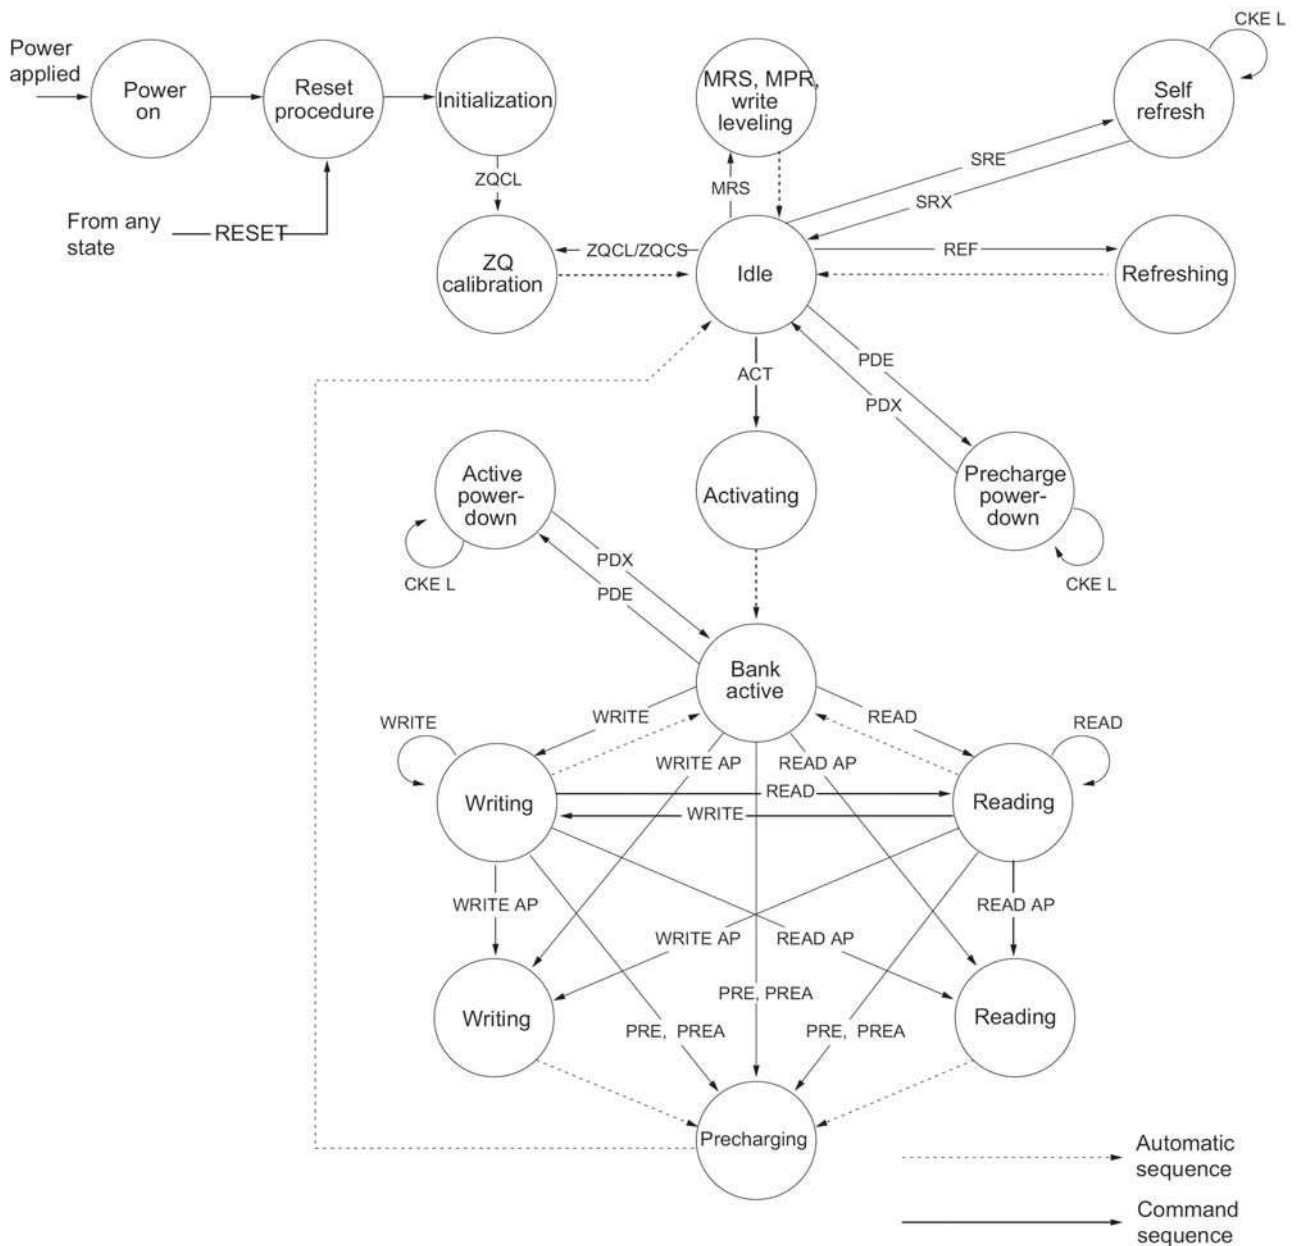 CKE L
Power
applied
Power
on
Reset
procedure
Initialization
MRS, MPR,
write
leveling
Self
refresh
SRE
ZQCL
MRS
SRX
From any
state
RESET
ZQ
calibration
ZQCL/ZQCS
Idle
REF
Refreshing
PDE
ACT
PDX
Active
power-
down
Activating
Precharge
power-
down
PDX
CKE L
PDE
CKE L
Bank
active
WRITE
WRITE
READ
READ
WRITE AP
READ AP
Writing
READ
WRITE
Reading
WRITE AP
READ AP
WRITE AP
READ AP
PRE, PREA
Writing
Reading
PRE, PREA
PRE, PREA
Precharging
Automatic
sequence
Command
sequence